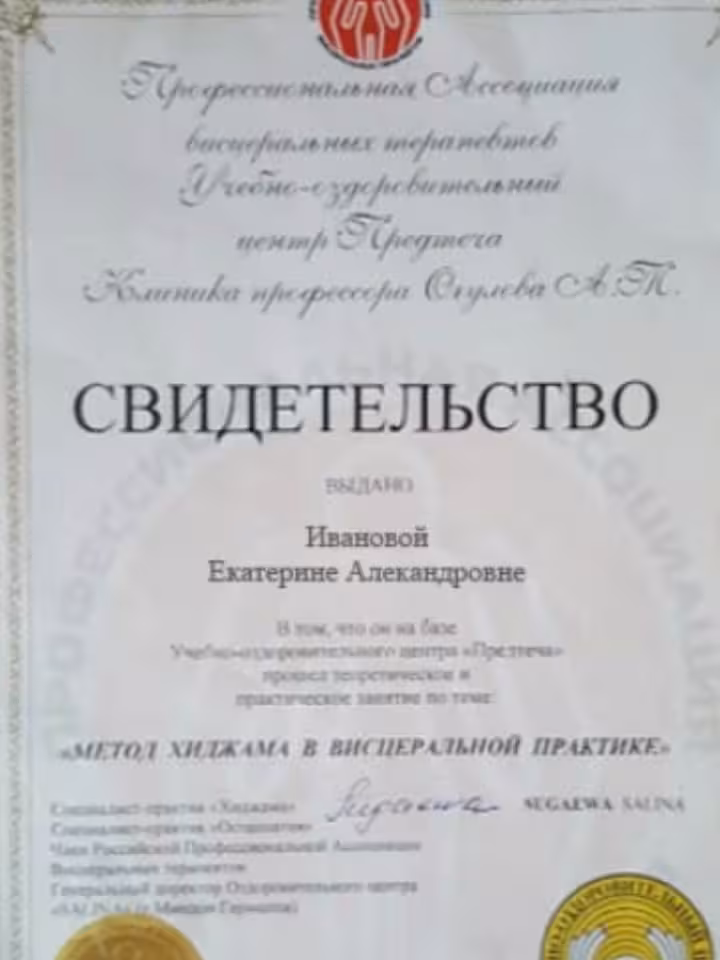 Профессиональная Ассоциация
висцеральных терапевтов
Учебно-оздоровительный
центр Предтеча
Клиника профессора Огулова А.Т.
СВИДЕТЕЛЬСТВО
ВЫДАНО
Ивановой
Екатерине Алекандровне
В том, что он на базе
Учебно-оздоровительного центра «Предтеча»
прошел теоретическое и
практическое занятие по теме:
«МЕТОД ХИДЖАМА В ВИСЦЕРАЛЬНОЙ ПРАКТИКЕ»
Специалист-практик «Хиджама»
SUGAEWA SALINA
Специалист-практик «Остеопатия»
Член Российской Профессиональной Ассоциации
Висцеральных терапевтов
Генеральный директор Оздоровительного центра